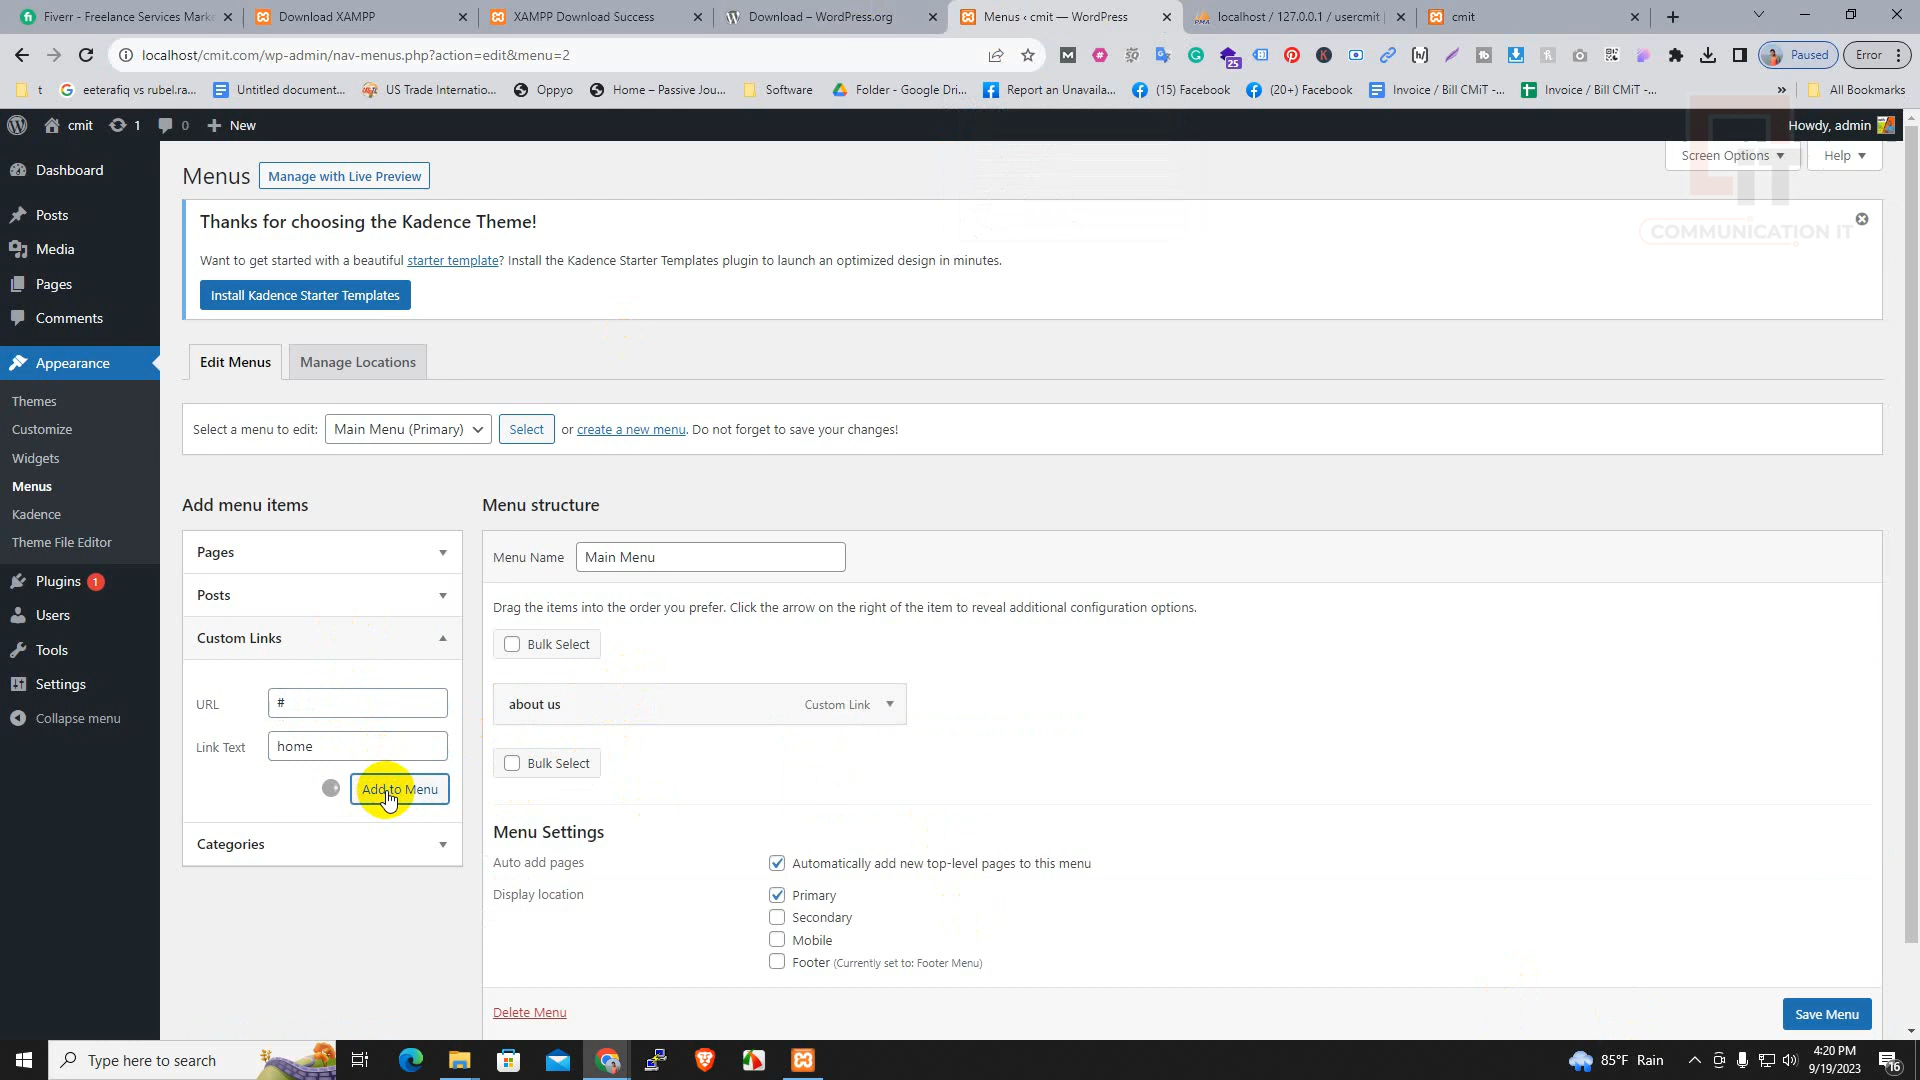 Fiverr - Freelance Services Mark
Download XAMPP
XAMPP Download Success
Download – WordPress.org
Menus ‹ cmit — WordPress
localhost / 127.0.0.1 / usercmit
cmit
localhost/cmit/wp-admin/nav-menus.php?action=edit&menu=2
25
Paused
Error
t
eeterafiq vs rubel.ra...
Untitled document...
US Trade Internatio...
Oppyo
Home – Passive Jou...
Software
Folder - Google Dri...
Report an Unavaila...
(15) Facebook
(20+) Facebook
Invoice / Bill CMiT -...
Invoice / Bill CMiT -...
»
All Bookmarks
cmit
1
0
New
Howdy, admin
Screen Options
Help
IT
COMMUNICATION IT
Dashboard
Posts
Media
Pages
Comments
Appearance
Themes
Customize
Widgets
Menus
Kadence
Theme File Editor
Plugins 1
Users
Tools
Settings
Collapse menu
Menus
Manage with Live Preview
Thanks for choosing the Kadence Theme!
Want to get started with a beautiful starter template? Install the Kadence Starter Templates plugin to launch an optimized design in minutes.
Install Kadence Starter Templates
Edit Menus
Manage Locations
Select a menu to edit:
Main Menu (Primary)
Select
or create a new menu. Do not forget to save your changes!
Add menu items
Pages
Posts
Custom Links
URL
#
Link Text
home
Add to Menu
Categories
Menu structure
Menu Name
Main Menu
Drag the items into the order you prefer. Click the arrow on the right of the item to reveal additional configuration options.
Bulk Select
about us
Custom Link
Bulk Select
Menu Settings
Auto add pages
Automatically add new top-level pages to this menu
Display location
Primary
Secondary
Mobile
Footer (Currently set to: Footer Menu)
Delete Menu
Save Menu
Type here to search
85°F Rain
4:20 PM
9/19/2023
16